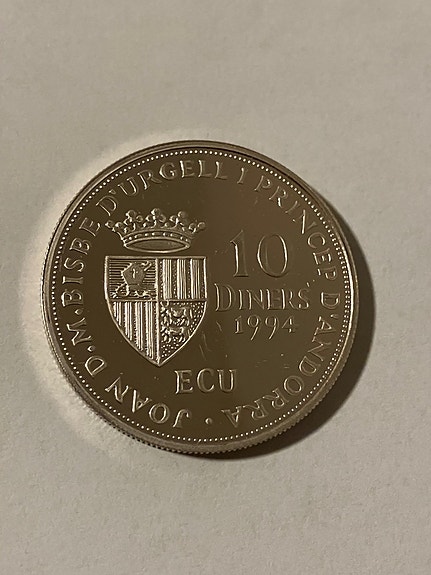 JOAN D.M. BISBE D'URGELL I PRINCEP D'ANDORRA ·
10
DINERS
1994
ECU